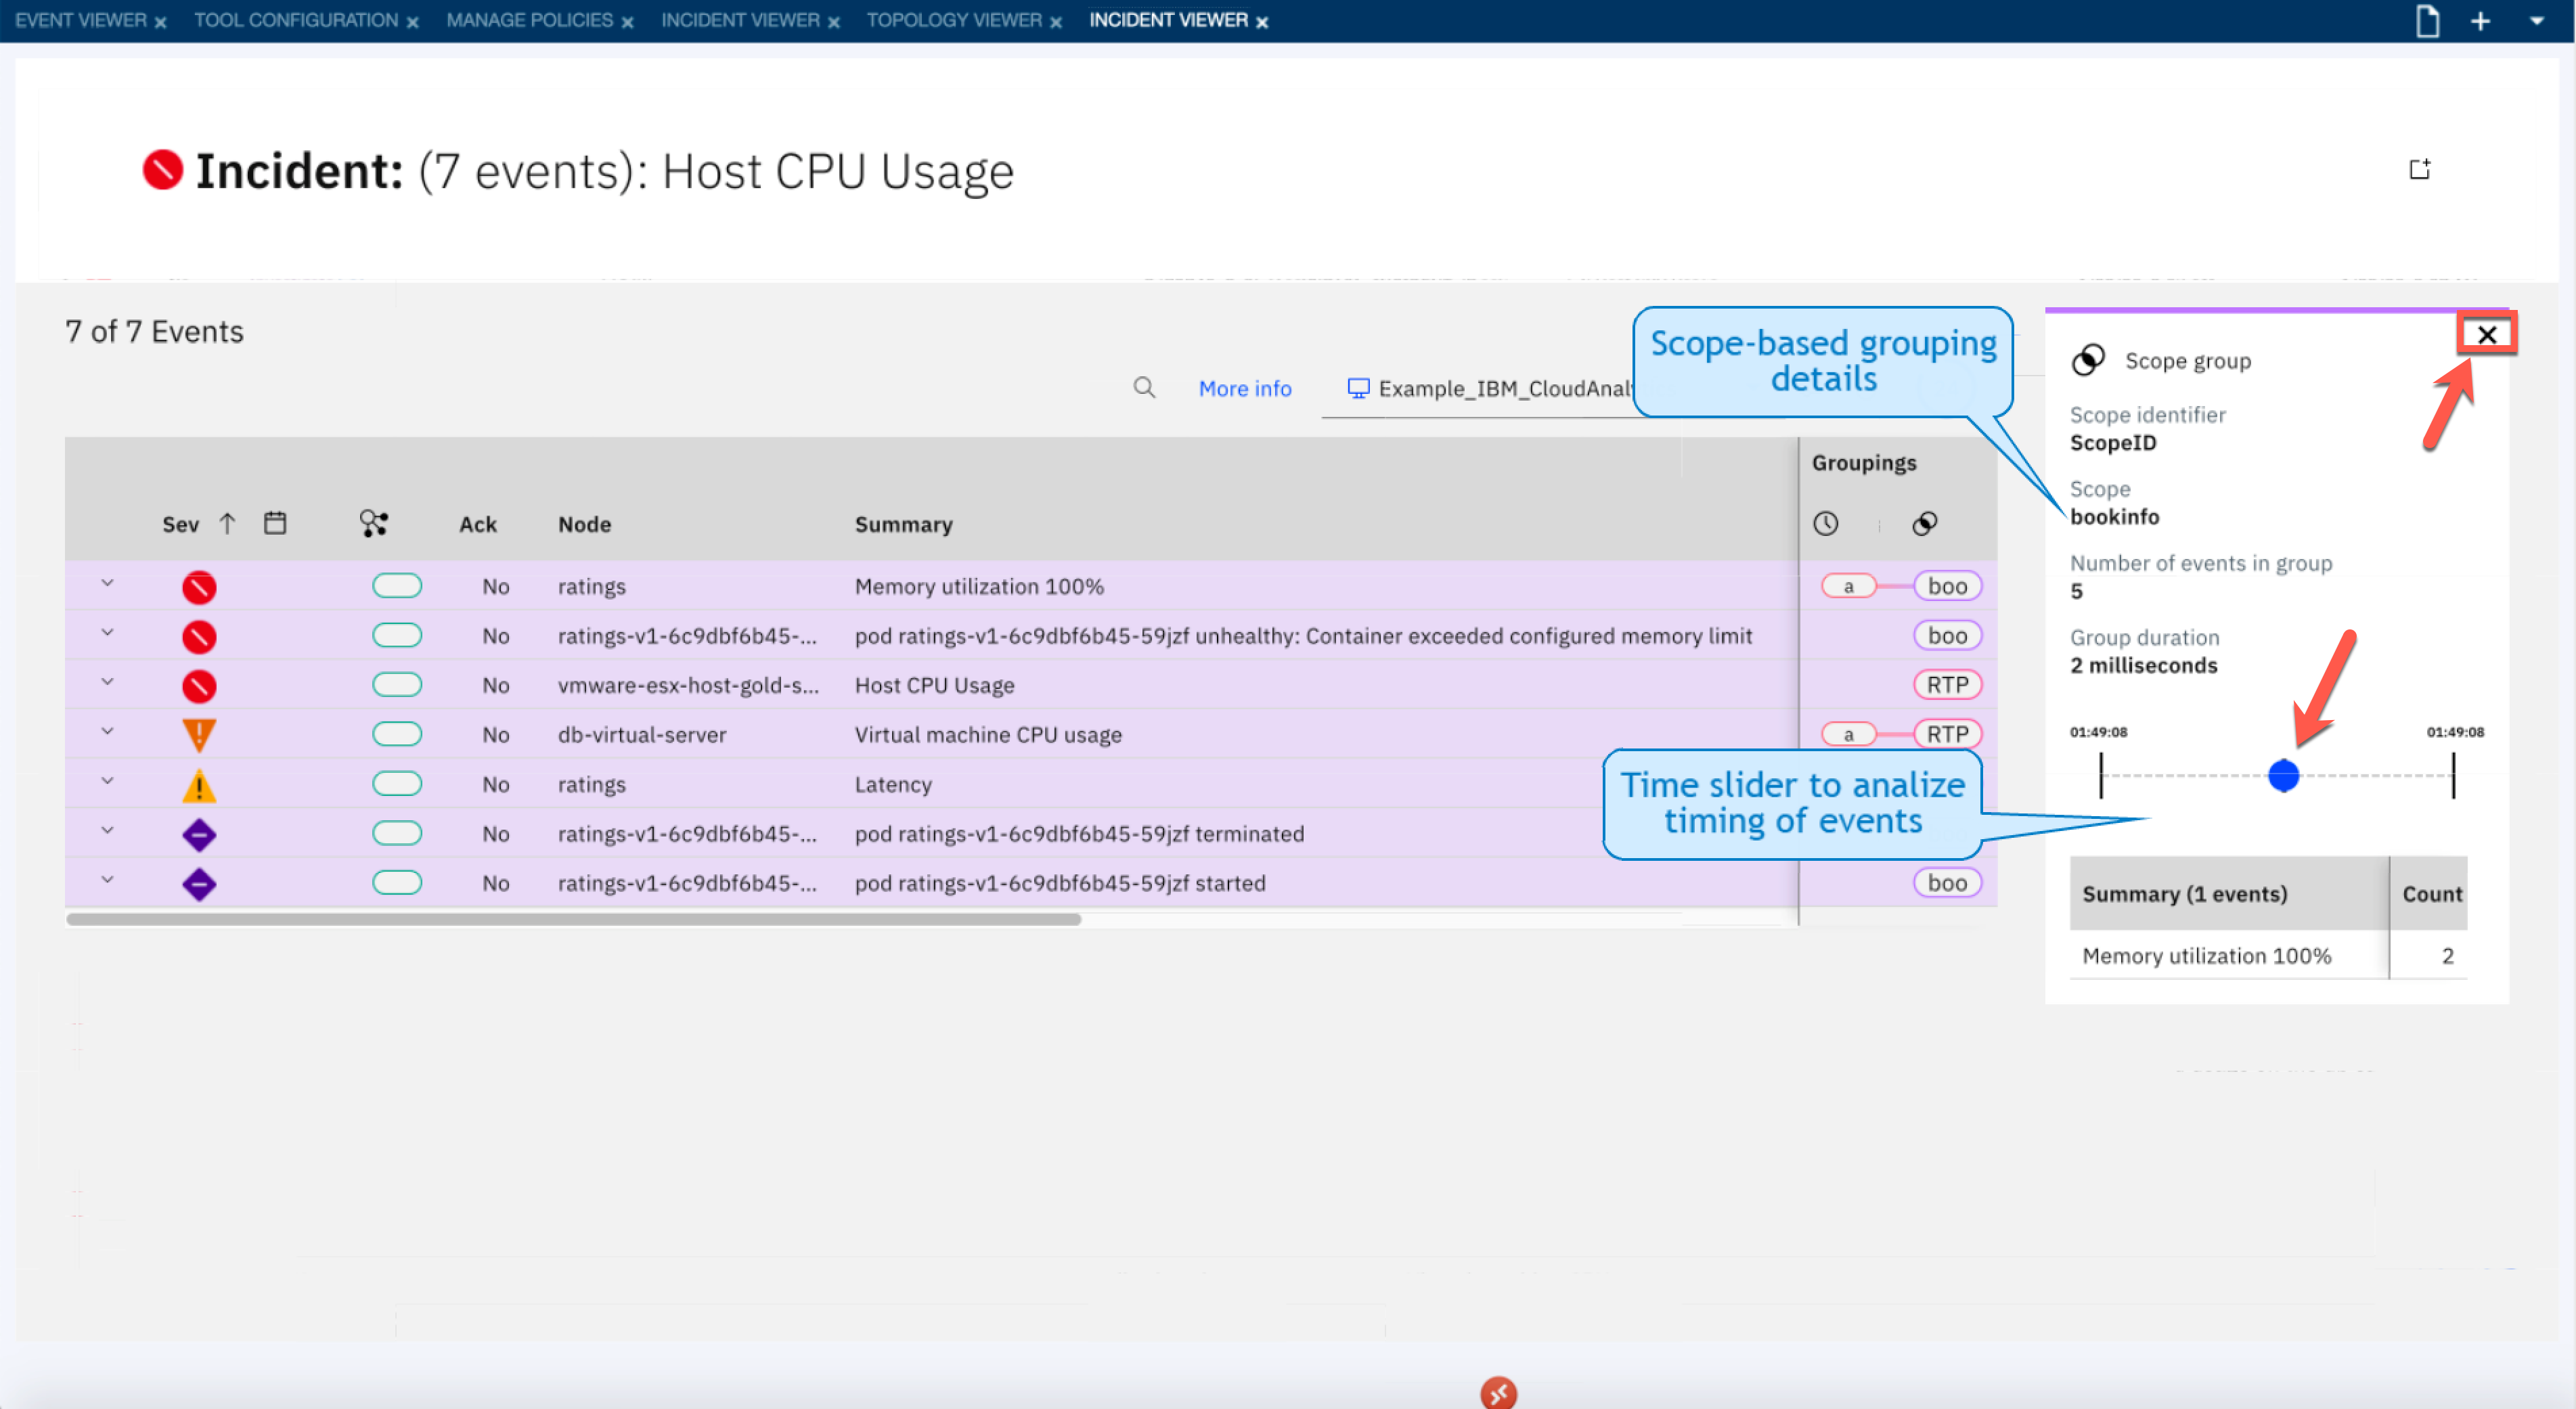 EVENT VIEWER x TOOL CONFIGURATION x MANAGE POLICIES x INCIDENT VIEWER x TOPOLOGY VIEWER x INCIDENT VIEWER x
Incident: (7 events): Host CPU Usage
7 of 7 Events
More info
Example_IBM_CloudAnal
Scope-based grouping
details
Groupings
Sev Ack Node Summary
No ratings Memory utilization 100% a boo
No ratings-v1-6c9dbf6b45-... pod ratings-v1-6c9dbf6b45-59jzf unhealthy: Container exceeded configured memory limit boo
No vmware-esx-host-gold-s... Host CPU Usage RTP
No db-virtual-server Virtual machine CPU usage a RTP
No ratings Latency
No ratings-v1-6c9dbf6b45-... pod ratings-v1-6c9dbf6b45-59jzf terminated
No ratings-v1-6c9dbf6b45-... pod ratings-v1-6c9dbf6b45-59jzf started boo
Time slider to analize
timing of events
Scope group
Scope identifier
ScopeID
Scope
bookinfo
Number of events in group
5
Group duration
2 milliseconds
01:49:08 01:49:08
Summary (1 events) Count
Memory utilization 100% 2